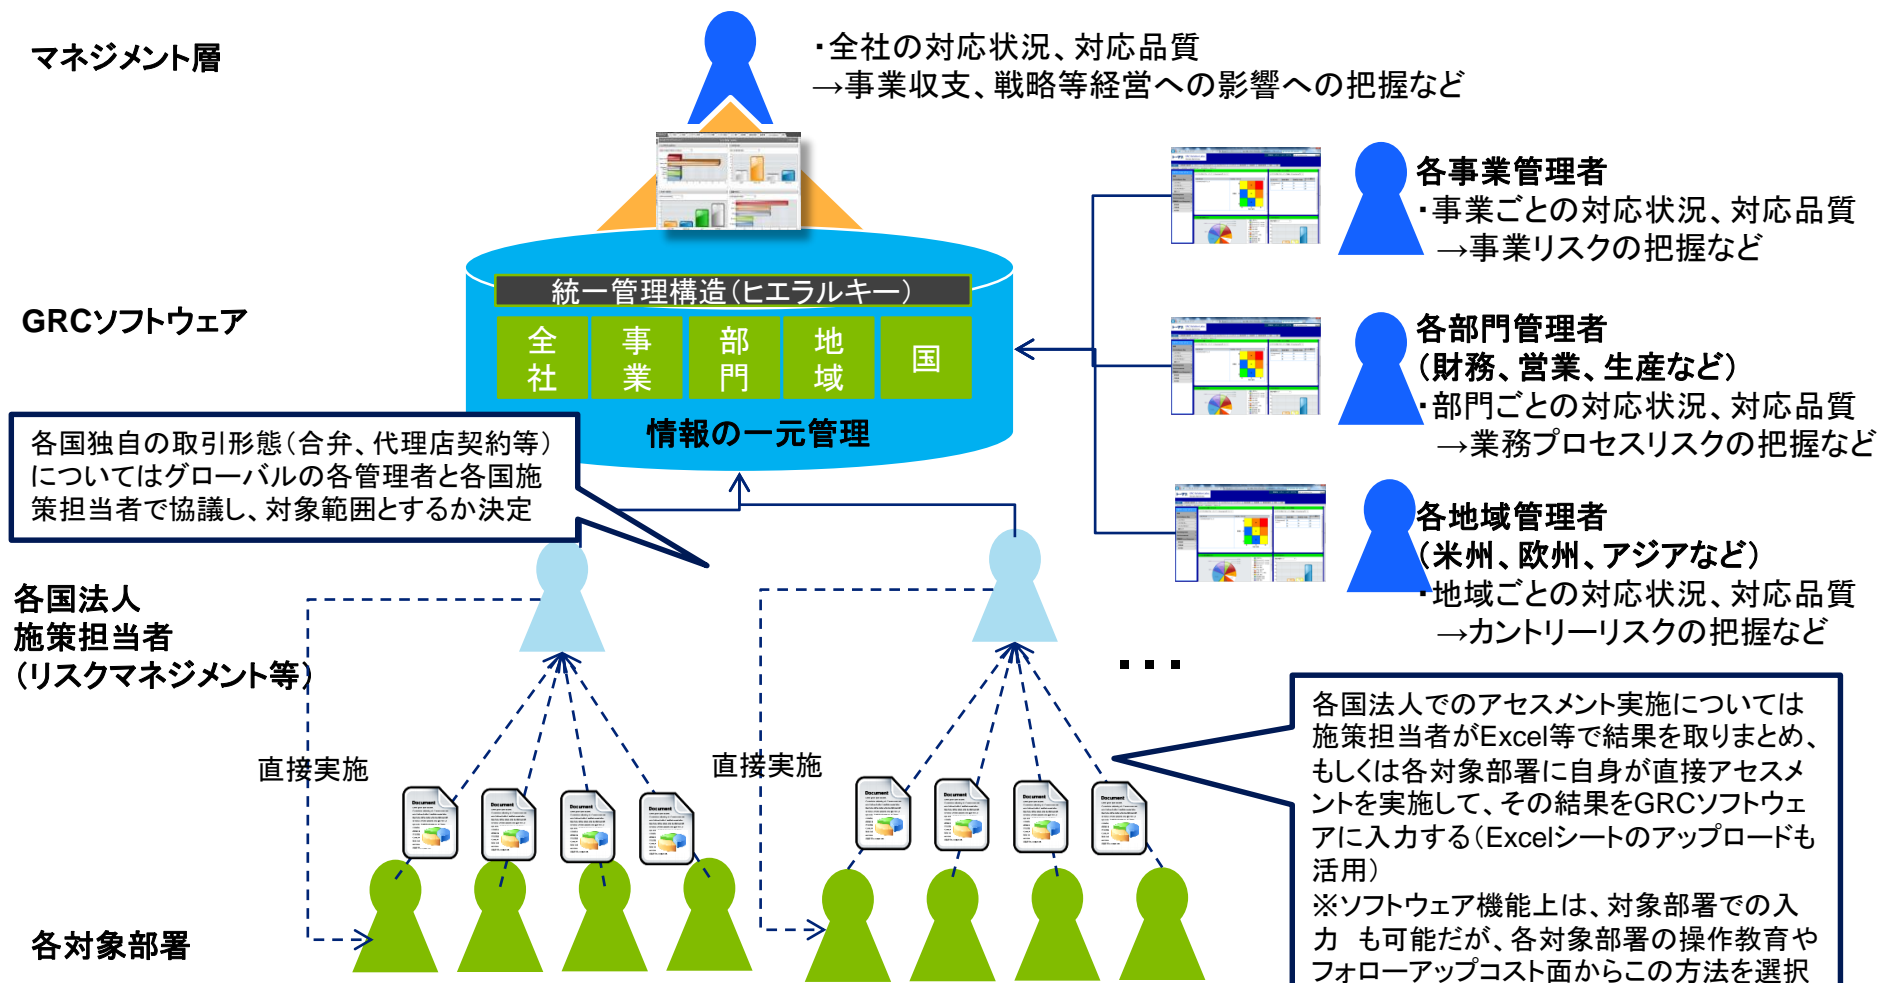 マネジメント層
・全社の対応状況、対応品質
→事業収支、戦略等経営への影響への把握など
各事業管理者
・事業ごとの対応状況、対応品質
→事業リスクの把握など
GRCソフトウェア
統一管理構造（ヒエラルキー）
全社
事業
部門
地域
国
情報の一元管理
各部門管理者
（財務、営業、生産など）
・部門ごとの対応状況、対応品質
→業務プロセスリスクの把握など
各国独自の取引形態（合弁、代理店契約等）
についてはグローバルの各管理者と各国施
策担当者で協議し、対象範囲とするか決定
各地域管理者
（米州、欧州、アジアなど）
・地域ごとの対応状況、対応品質
→カントリーリスクの把握など
各国法人
施策担当者
（リスクマネジメント等）
・・・
直接実施
直接実施
Document
Document
Document
Document
Document
Document
Document
Document
各国法人でのアセスメント実施については
施策担当者がExcel等で結果を取りまとめ、
もしくは各対象部署に自身が直接アセスメ
ントを実施して、その結果をGRCソフトウェ
アに入力する（Excelシートのアップロードも
活用）
※ソフトウェア機能上は、対象部署での入
力　も可能だが、各対象部署の操作教育や
フォローアップコスト面からこの方法を選択
各対象部署